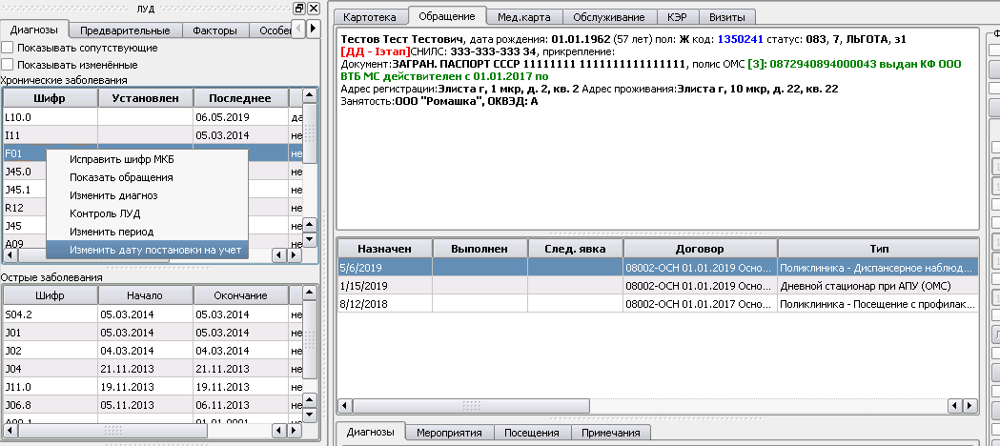 ЛУД
Диагнозы Предварительные Факторы Особен
Показывать сопутствующие
Показывать изменённые
Хронические заболевания
Шифр Установлен Последнее
L10.0 06.05.2019 да
I11 05.03.2014 не
F01 не
J45.0 не
J45.1 не
R12 не
J45 не
A09 не
Исправить шифр МКБ
Показать обращения
Изменить диагноз
Контроль ЛУД
Изменить период
Изменить дату постановки на учет
Острые заболевания
Шифр Начало Окончание
S04.2 05.03.2014 05.03.2014 не
J01 05.03.2014 05.03.2014 не
J02 04.03.2014 04.03.2014 не
J04 21.11.2013 21.11.2013 не
J11.0 19.11.2013 19.11.2013 не
J06.8 05.11.2013 06.11.2013 не
Картотека Обращение Мед.карта Обслуживание КЭР Визиты
Тестов Тест Тестович, дата рождения: 01.01.1962 (57 лет) пол: Ж код: 1350241 статус: 083, 7, ЛЬГОТА, з1
[ДД - Iэтап]СНИЛС: 333-333-333 34, прикрепление:
Документ:ЗАГРАН. ПАСПОРТ СССР 11111111 1111111111111111, полис ОМС [3]: 0872940894000043 выдан КФ ООО
ВТБ МС действителен с 01.01.2017 по
Адрес регистрации:Элиста г, 1 мкр, д. 2, кв. 2 Адрес проживания:Элиста г, 10 мкр, д. 22, кв. 22
Занятость:ООО "Ромашка", ОКВЭД: А
Назначен Выполнен След. явка Договор Тип
5/6/2019 08002-ОСН 01.01.2019 Осно... Поликлиника - Диспансерное наблюд...
1/15/2019 08002-ОСН 01.01.2019 Осно... Дневной стационар при АПУ (ОМС)
8/12/2018 08002-ОСН 01.01.2017 Осно... Поликлиника - Посещение с профилак...
Диагнозы Мероприятия Посещения Примечания